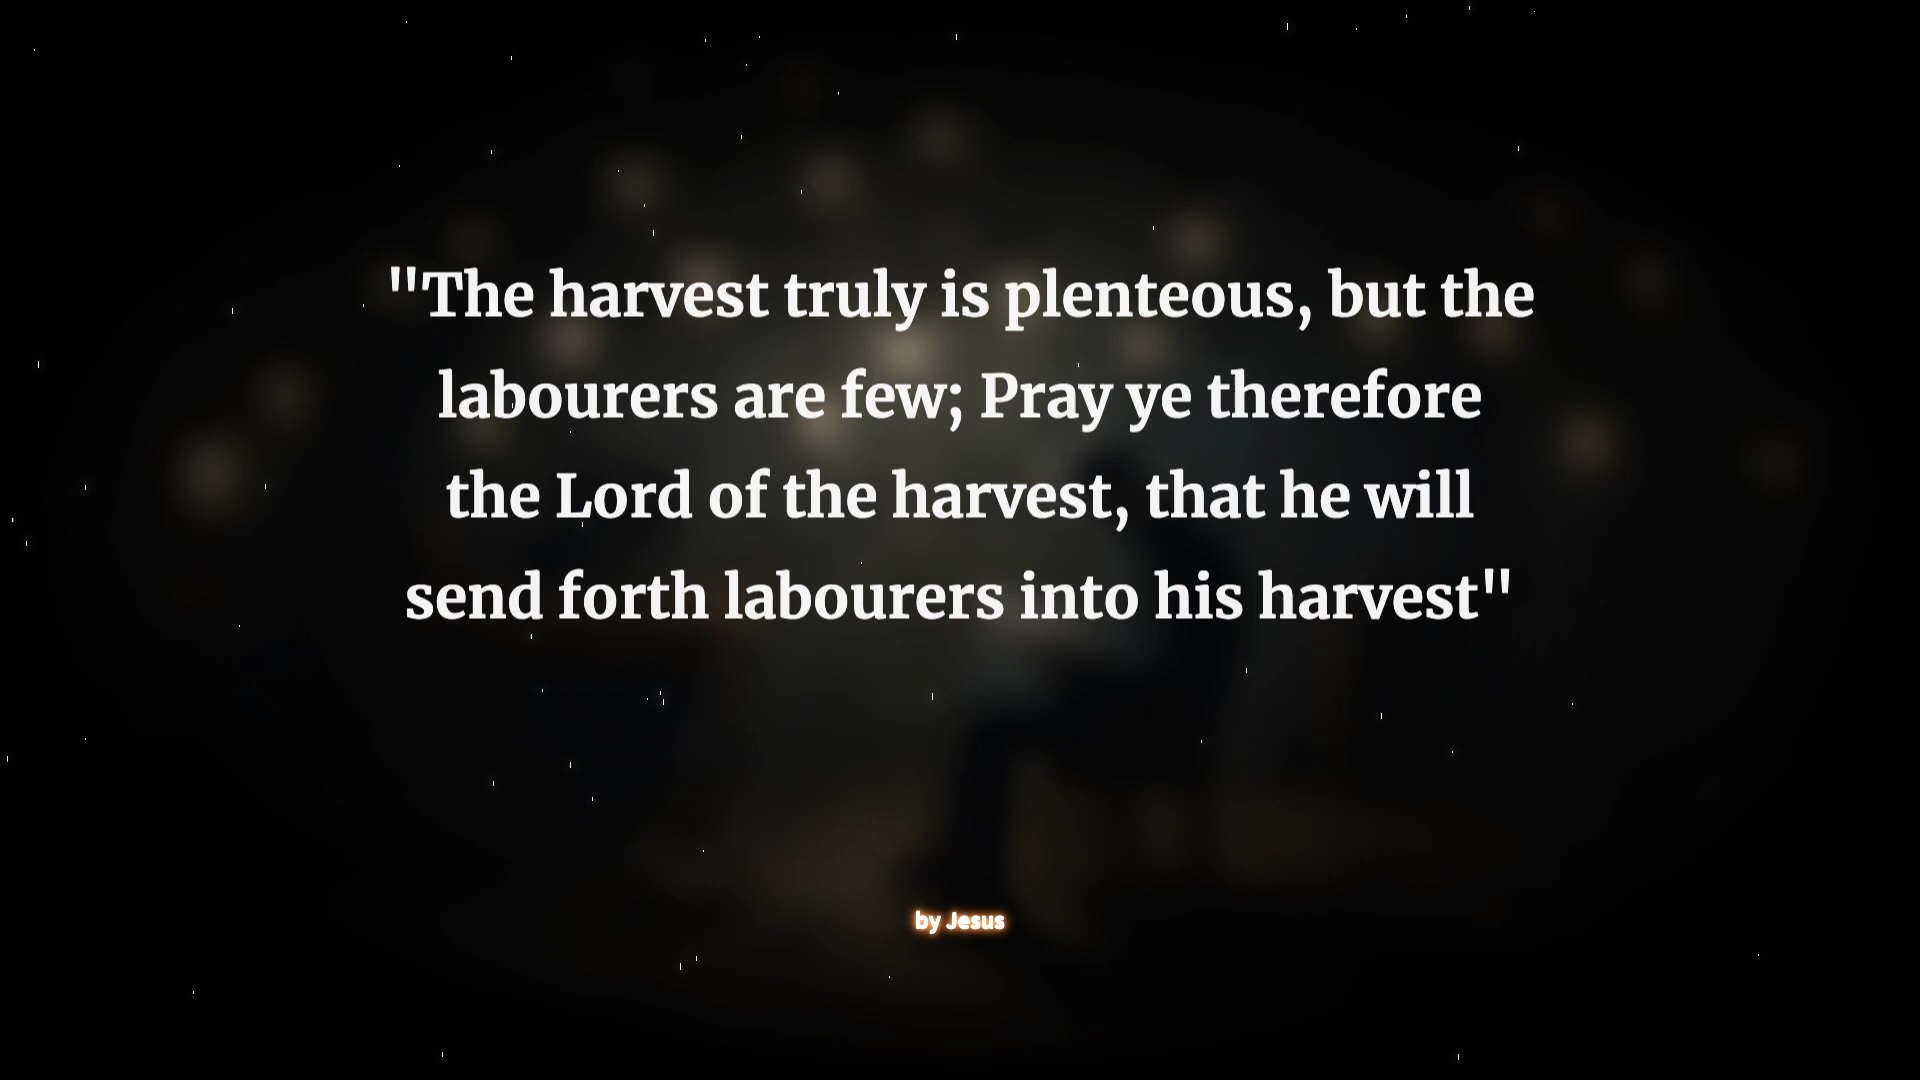 "The harvest truly is plenteous, but the
labourers are few; Pray ye therefore
the Lord of the harvest, that he will
send forth labourers into his harvest"
by Jesus